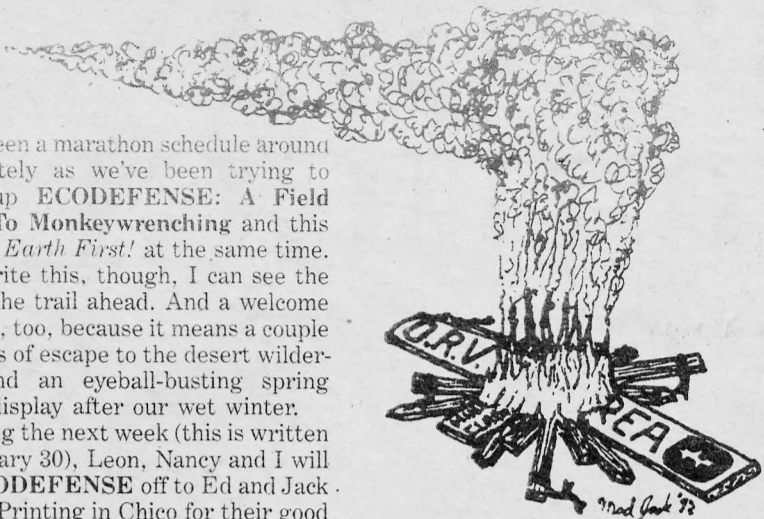 een a marathon schedule around
tely as we've been trying to
up ECODEFENSE: A Field
To Monkeywrenching and this
Earth First! at the same time.
rite this, though, I can see the
he trail ahead. And a welcome
, too, because it means a couple
s of escape to the desert wilder-
nd an eyeball-busting spring
display after our wet winter.
g the next week (this is written
ary 30), Leon, Nancy and I will
ODEFENSE off to Ed and Jack
Printing in Chico for their good
O.R.V.
REA
Mad Jack